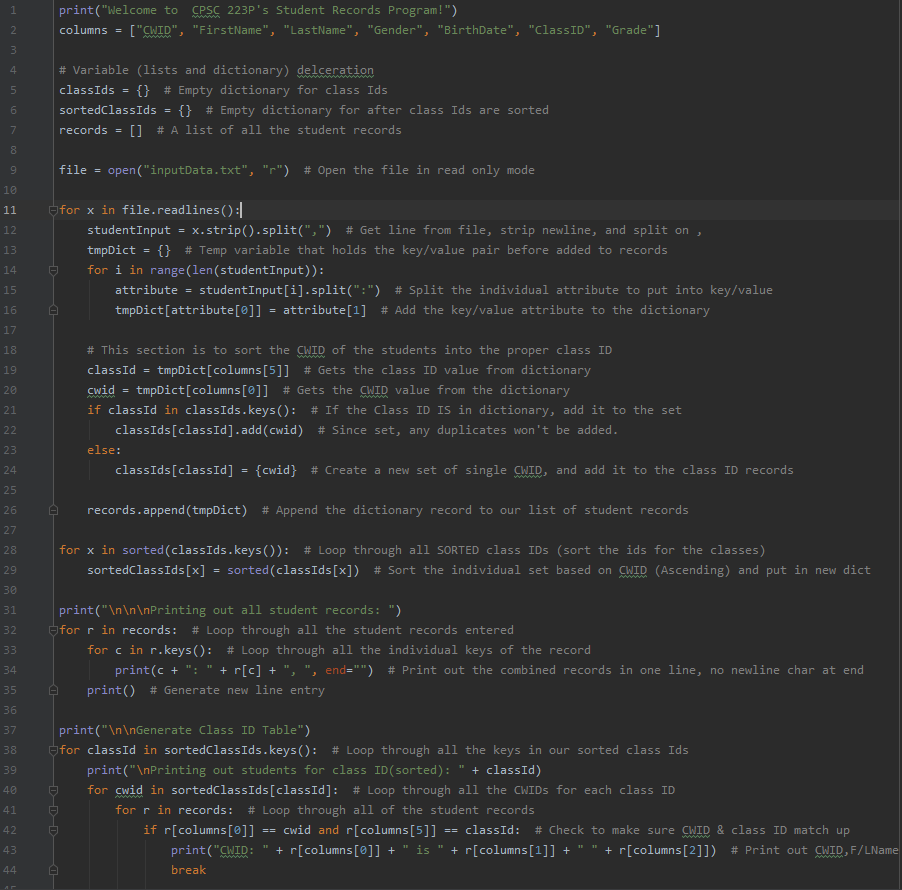 1 print("Welcome to  CPSC 223P's Student Records Program!")
2 columns = ["CWID", "FirstName", "LastName", "Gender", "BirthDate", "ClassID", "Grade"]
3
4 # Variable (lists and dictionary) delceration
5 classIds = {}  # Empty dictionary for class Ids
6 sortedClassIds = {}  # Empty dictionary for after class Ids are sorted
7 records = []  # A list of all the student records
8
9 file = open("inputData.txt", "r")  # Open the file in read only mode
10
11 for x in file.readlines():
12     studentInput = x.strip().split(",")  # Get line from file, strip newline, and split on ,
13     tmpDict = {}  # Temp variable that holds the key/value pair before added to records
14     for i in range(len(studentInput)):
15         attribute = studentInput[i].split(":")  # Split the individual attribute to put into key/value
16         tmpDict[attribute[0]] = attribute[1]  # Add the key/value attribute to the dictionary
17
18     # This section is to sort the CWID of the students into the proper class ID
19     classId = tmpDict[columns[5]]  # Gets the class ID value from dictionary
20     cwid = tmpDict[columns[0]]  # Gets the CWID value from the dictionary
21     if classId in classIds.keys():  # If the Class ID IS in dictionary, add it to the set
22         classIds[classId].add(cwid)  # Since set, any duplicates won't be added.
23     else:
24         classIds[classId] = {cwid}  # Create a new set of single CWID, and add it to the class ID records
25
26     records.append(tmpDict)  # Append the dictionary record to our list of student records
27
28 for x in sorted(classIds.keys()):  # Loop through all SORTED class IDs (sort the ids for the classes)
29     sortedClassIds[x] = sorted(classIds[x])  # Sort the individual set based on CWID (Ascending) and put in new dict
30
31 print("\n\n\nPrinting out all student records: ")
32 for r in records:  # Loop through all the student records entered
33     for c in r.keys():  # Loop through all the individual keys of the record
34         print(c + ": " + r[c] + ", ", end="")  # Print out the combined records in one line, no newline char at end
35     print()  # Generate new line entry
36
37 print("\n\nGenerate Class ID Table")
38 for classId in sortedClassIds.keys():  # Loop through all the keys in our sorted class Ids
39     print("\nPrinting out students for class ID(sorted): " + classId)
40     for cwid in sortedClassIds[classId]:  # Loop through all the CWIDs for each class ID
41         for r in records:  # Loop through all of the student records
42             if r[columns[0]] == cwid and r[columns[5]] == classId:  # Check to make sure CWID & class ID match up
43                 print("CWID: " + r[columns[0]] + " is " + r[columns[1]] + " " + r[columns[2]])  # Print out CWID,F/LName
44                 break